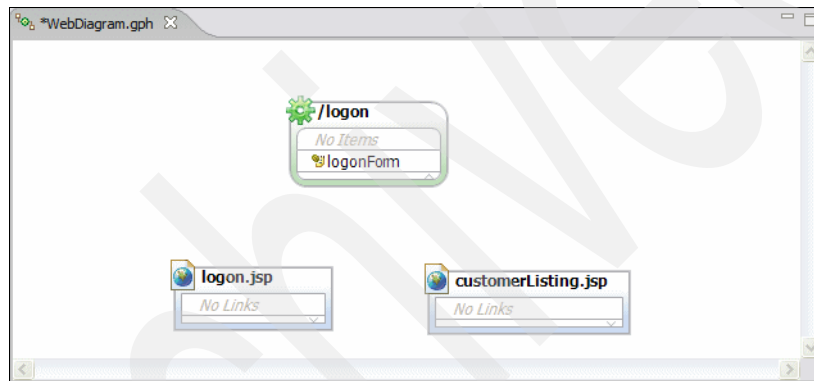 *WebDiagram.gph
/logon
No Items
logonForm
logon.jsp
No Links
customerListing.jsp
No Links